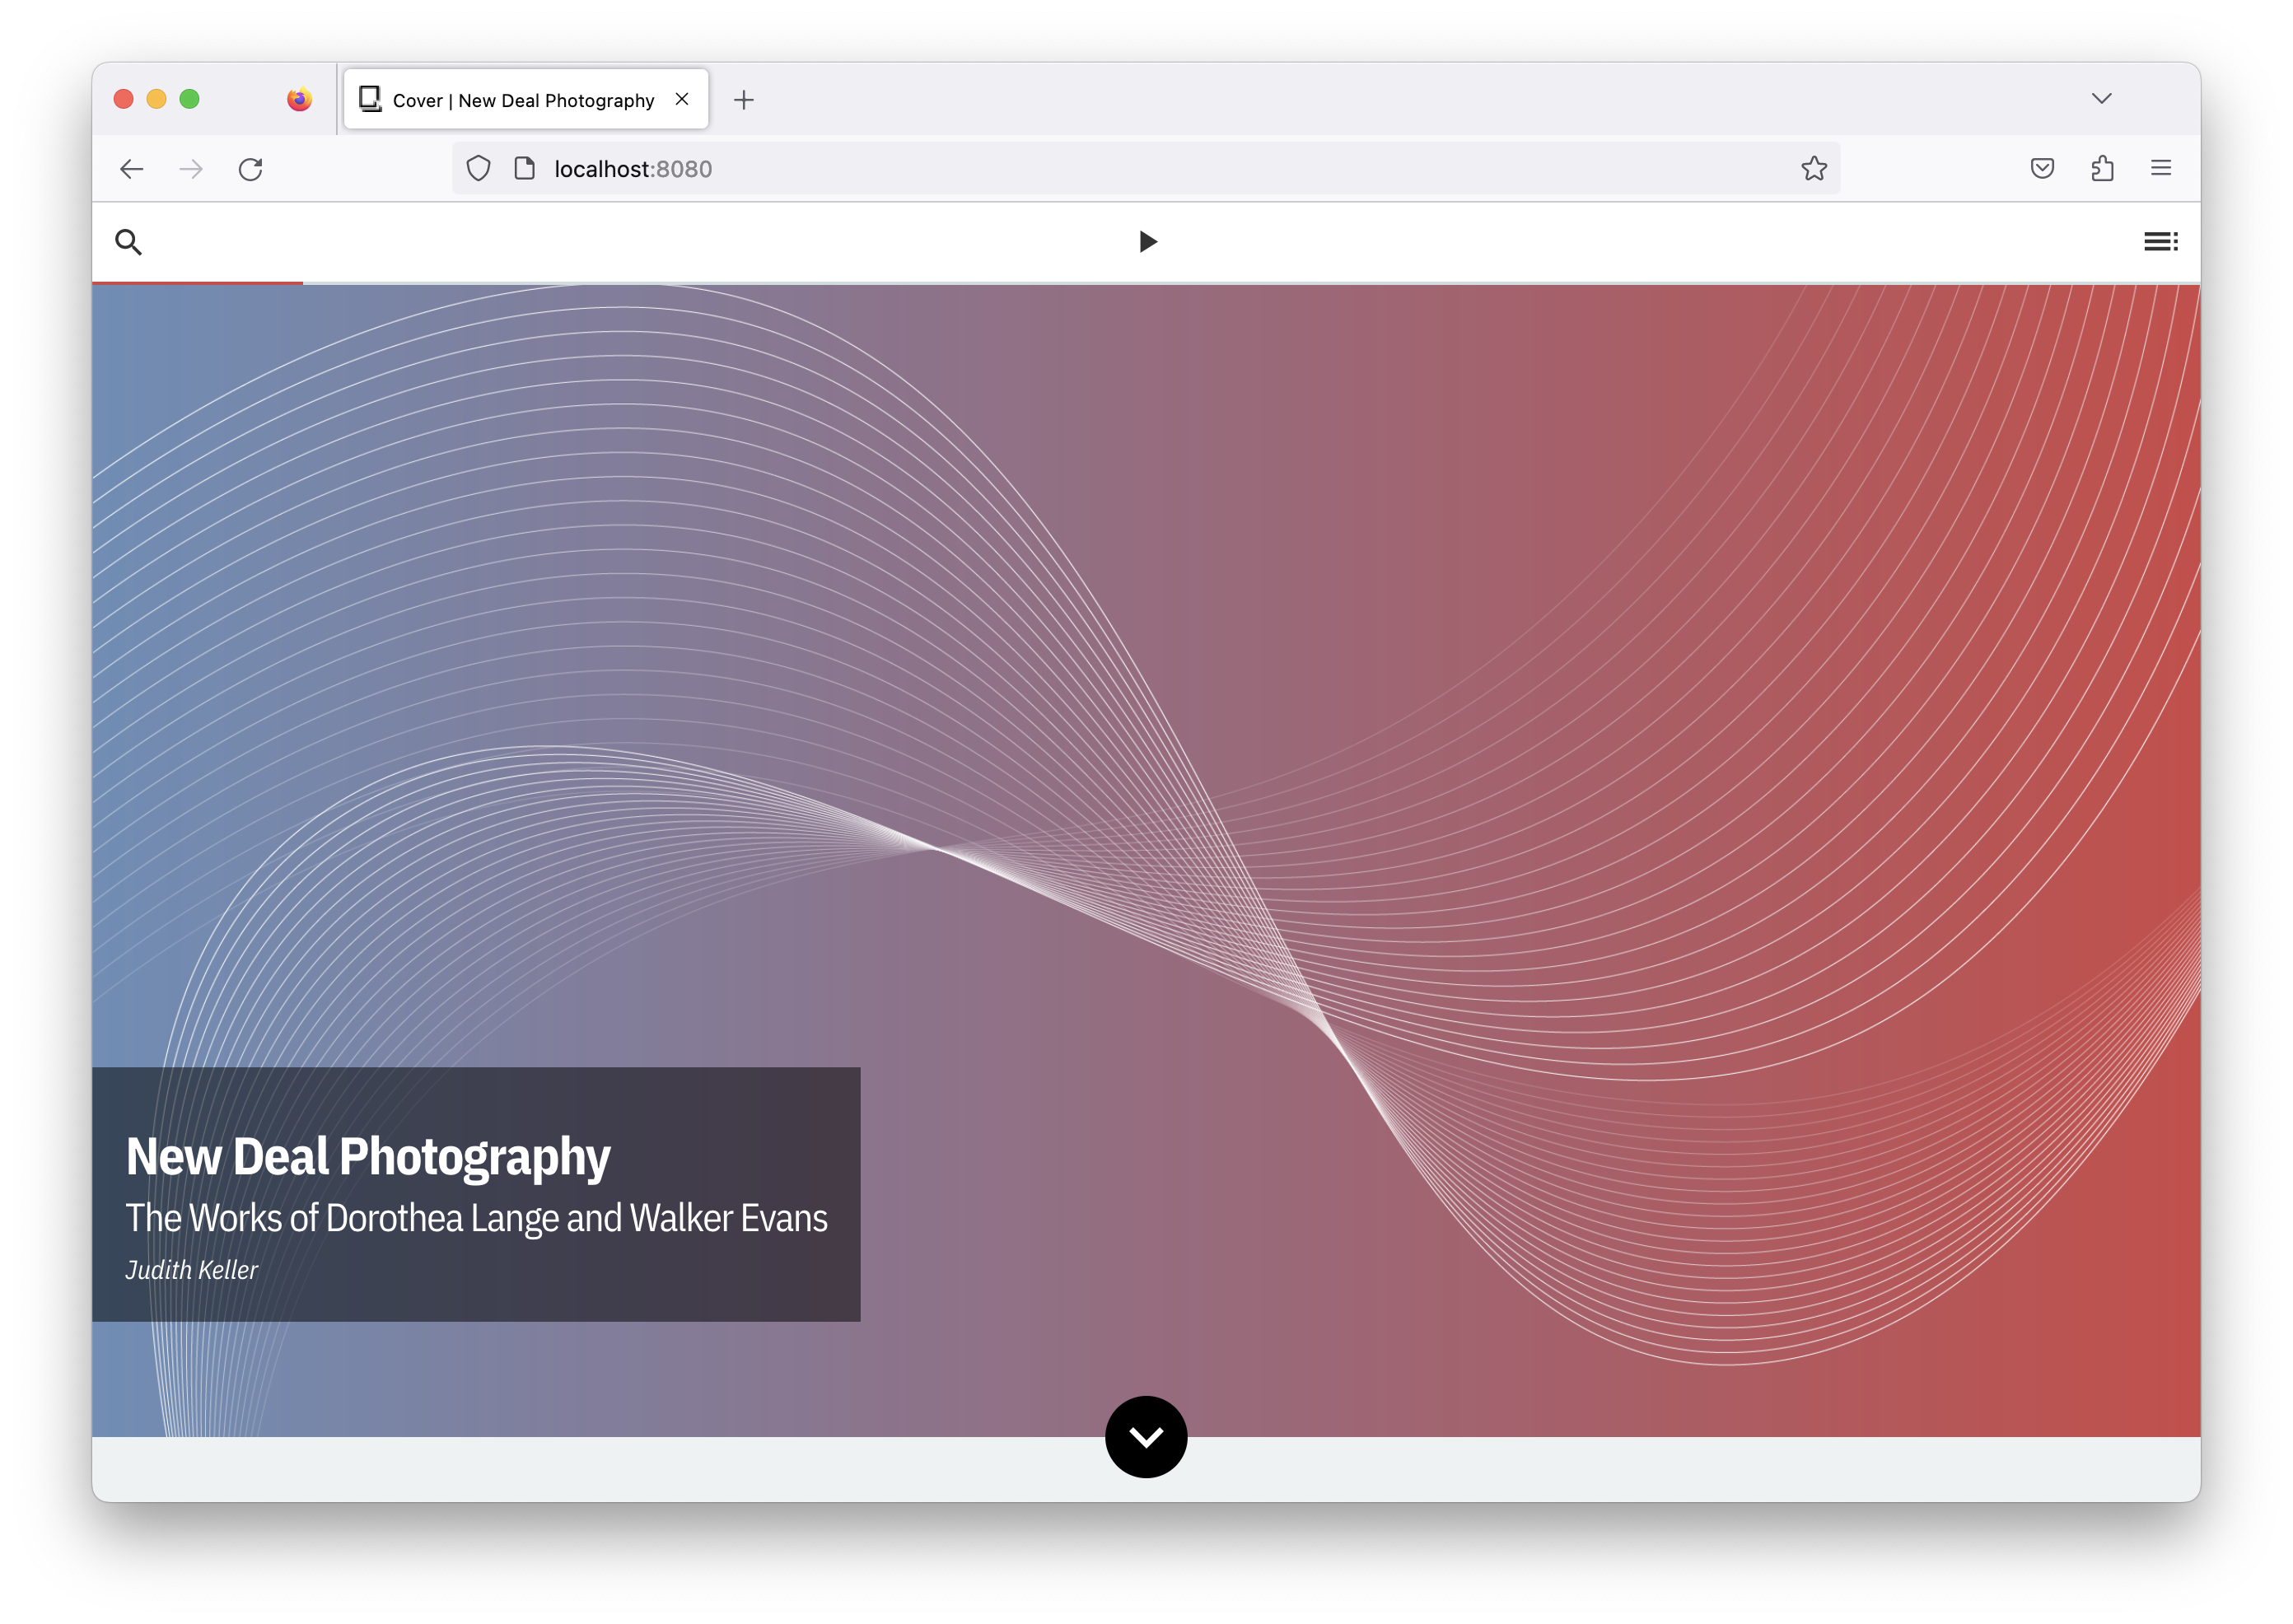 Cover | New Deal Photography
localhost:8080
New Deal Photography
The Works of Dorothea Lange and Walker Evans
Judith Keller